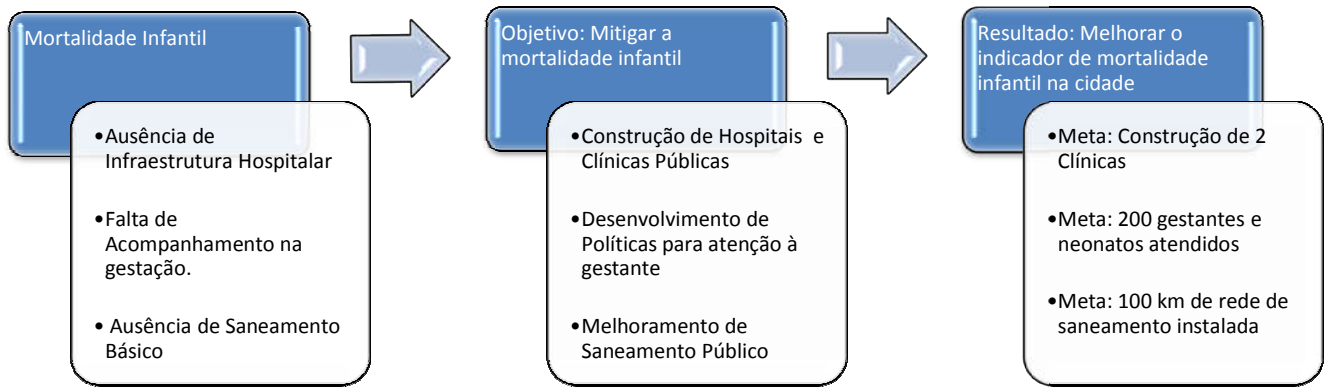 Mortalidade Infantil
•Ausência de
Infraestrutura Hospitalar
•Falta de
Acompanhamento na
gestação.
• Ausência de Saneamento
Básico
Objetivo: Mitigar a
mortalidade infantil
•Construção de Hospitais e
Clínicas Públicas
•Desenvolvimento de
Políticas para atenção à
gestante
•Melhoramento de
Saneamento Público
Resultado: Melhorar o
indicador de mortalidade
infantil na cidade
•Meta: Construção de 2
Clínicas
•Meta: 200 gestantes e
neonatos atendidos
•Meta: 100 km de rede de
saneamento instalada